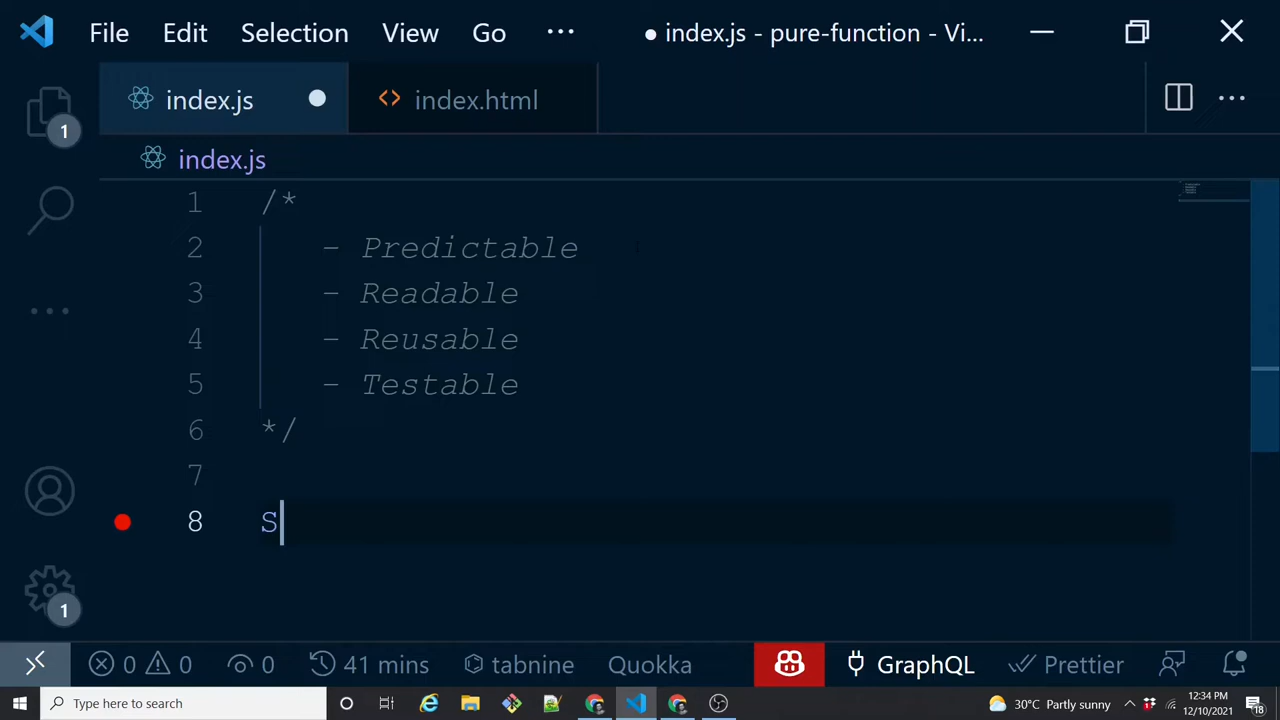 File Edit Selection View Go ··· ● index.js - pure-function - Vi...
index.js ● <> index.html ···
1
index.js
1 /*
2 - Predictable
3 - Readable
4 - Reusable
5 - Testable
6 */
7
8 S
1
0 0 0 41 mins tabnine Quokka GraphQL Prettier
Type here to search 30°C Partly sunny 12:34 PM
12/10/2021 18